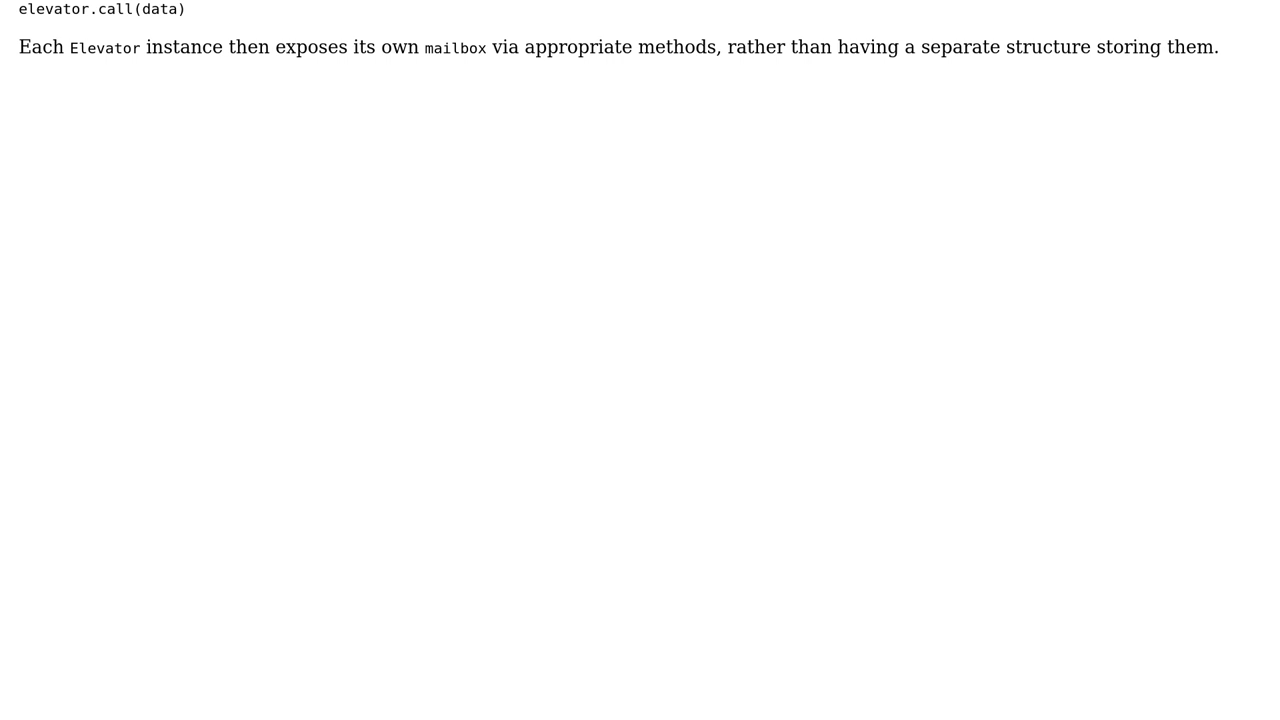 elevator.call(data)
Each Elevator instance then exposes its own mailbox via appropriate methods, rather than having a separate structure storing them.